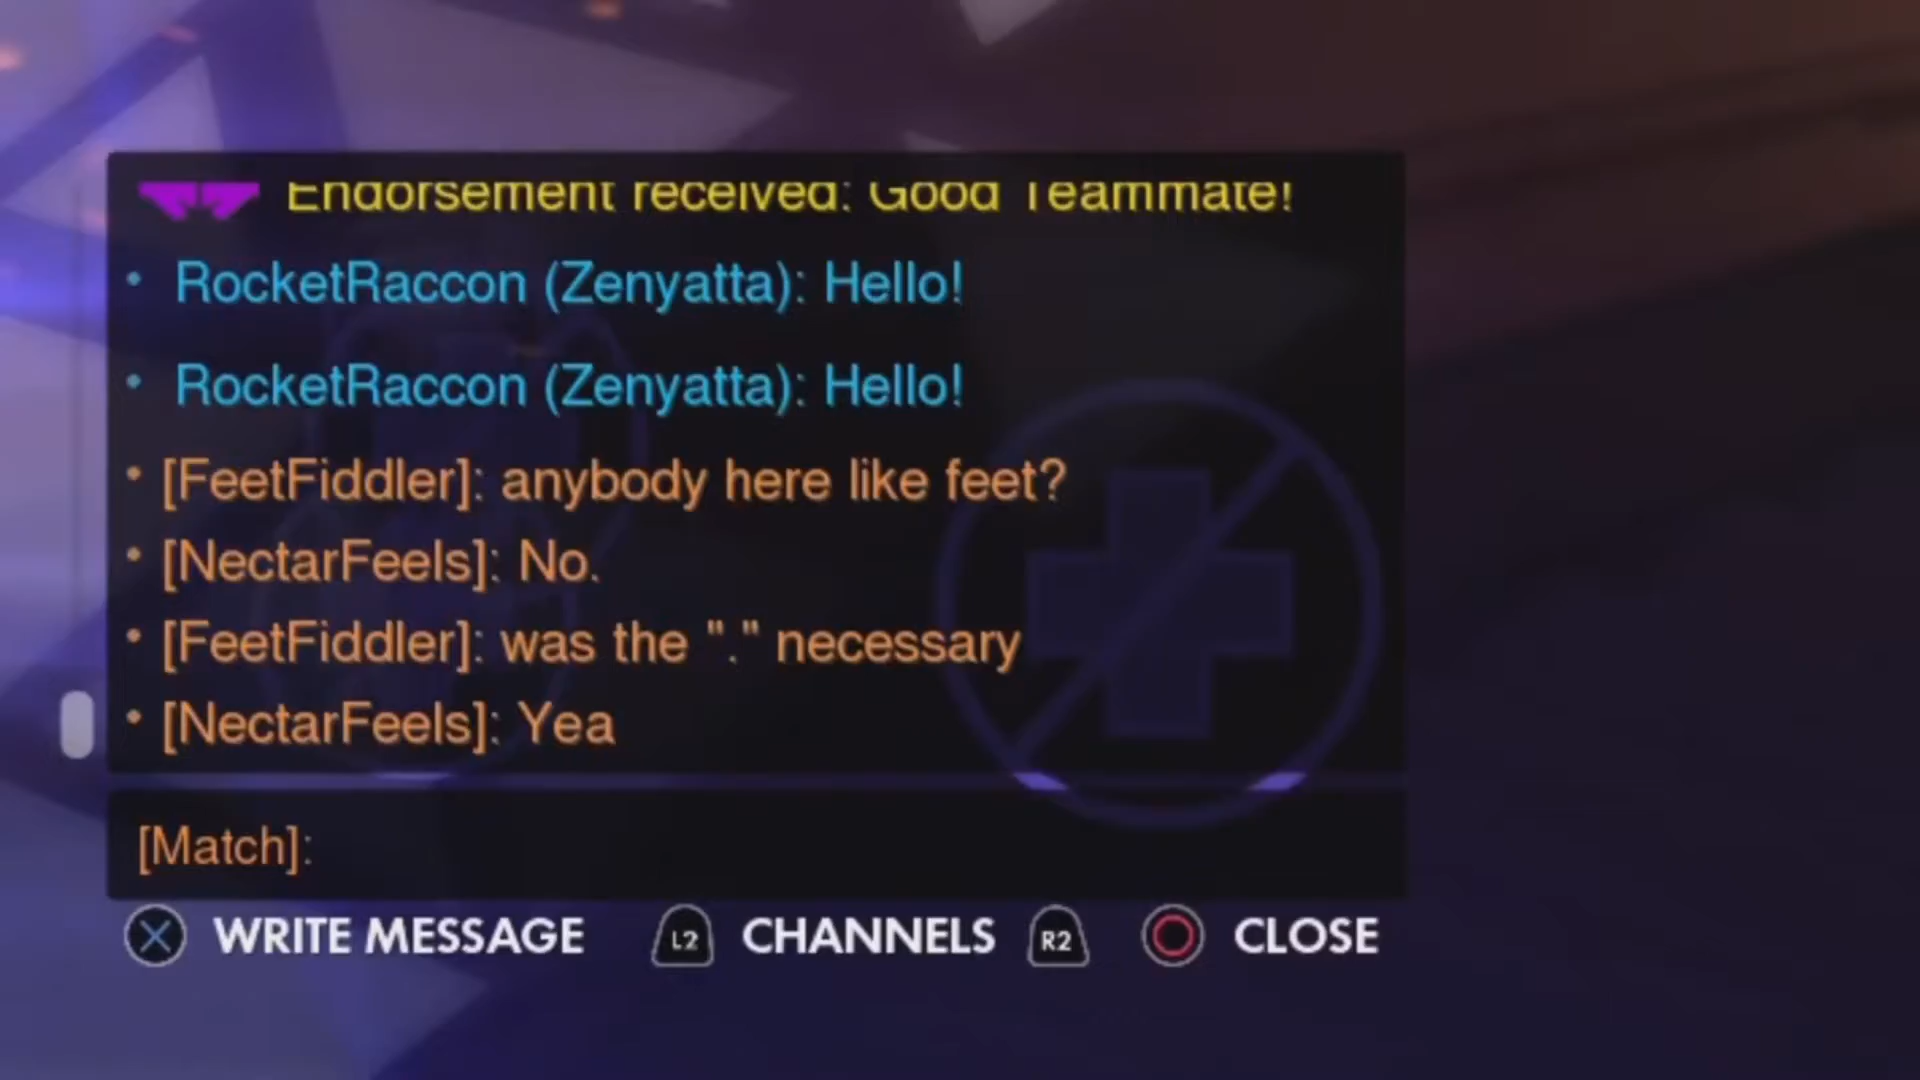 Endorsement received: Good Teammate!
• RocketRaccon (Zenyatta): Hello!
• RocketRaccon (Zenyatta): Hello!
• [FeetFiddler]: anybody here like feet?
• [NectarFeels]: No.
• [FeetFiddler]: was the "." necessary
• [NectarFeels]: Yea
[Match]:
WRITE MESSAGE L2 CHANNELS R2 CLOSE